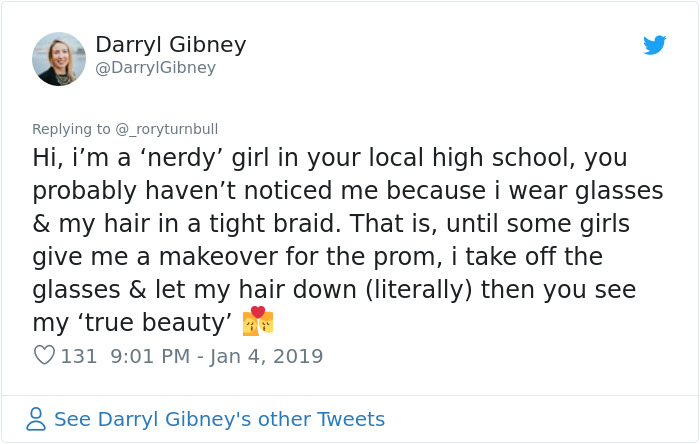 Darryl Gibney
@DarrylGibney
Replying to @_roryturnbull
Hi, i’m a ‘nerdy’ girl in your local high school, you
probably haven’t noticed me because i wear glasses
& my hair in a tight braid. That is, until some girls
give me a makeover for the prom, i take off the
glasses & let my hair down (literally) then you see
my ‘true beauty’ 💏
131 9:01 PM - Jan 4, 2019
See Darryl Gibney's other Tweets